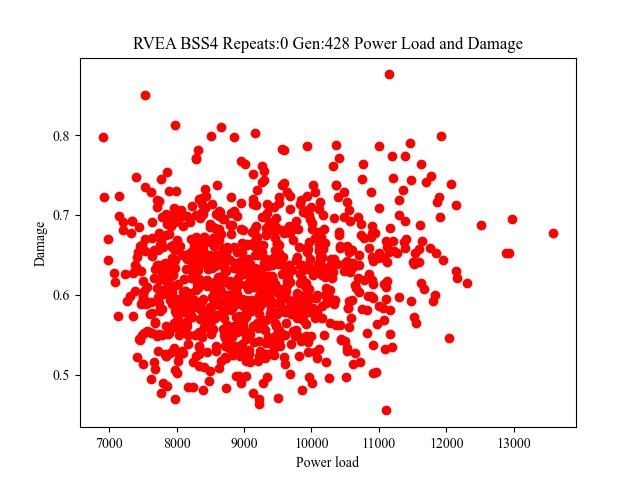 RVEA BSS4 Repeats:0 Gen:428 Power Load and Damage
0.8
0.7
0.6
0.5
Damage
7000 8000 9000 10000 11000 12000 13000
Power load